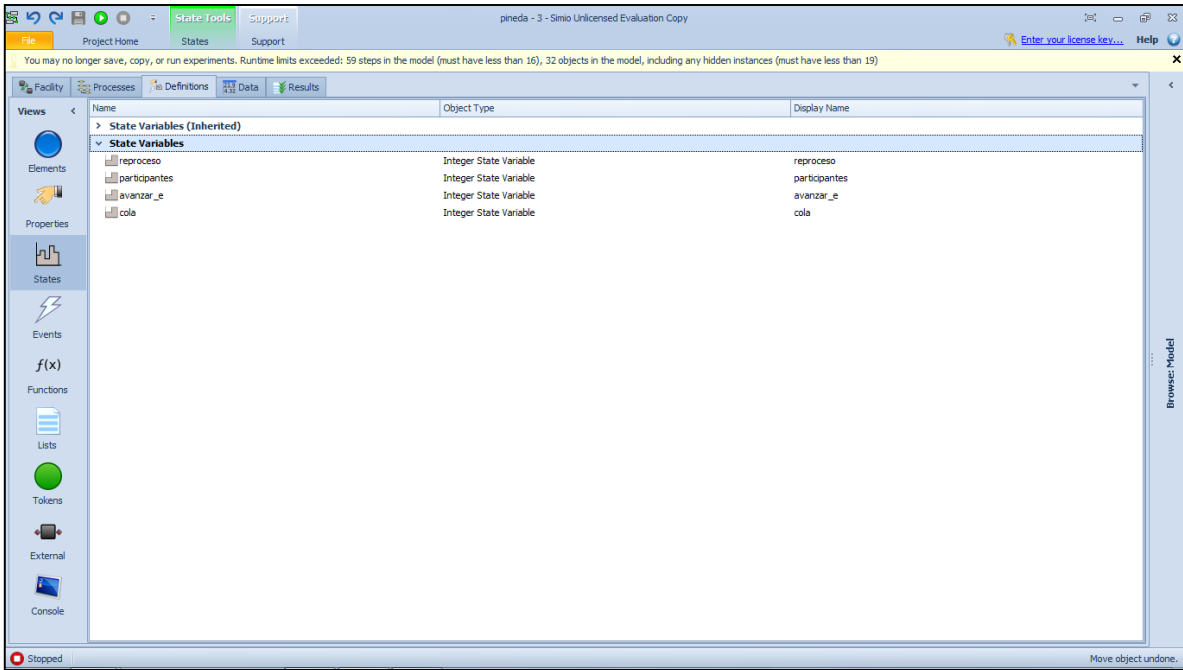 State Tools Support pineda - 3 - Simio Unlicensed Evaluation Copy
File Project Home States Support Enter your license key... Help
You may no longer save, copy, or run experiments. Runtime limits exceeded: 59 steps in the model (must have less than 16), 32 objects in the model, including any hidden instances (must have less than 19)
Facility Processes Definitions Data Results
Views
Name Object Type Display Name
State Variables (Inherited)
State Variables
reproceso Integer State Variable reproceso
participantes Integer State Variable participantes
avanzar_e Integer State Variable avanzar_e
cola Integer State Variable cola
Elements
Properties
States
Events
f(x)
Functions
Lists
Tokens
External
Console
Browse: Model
Stopped Move object undone.